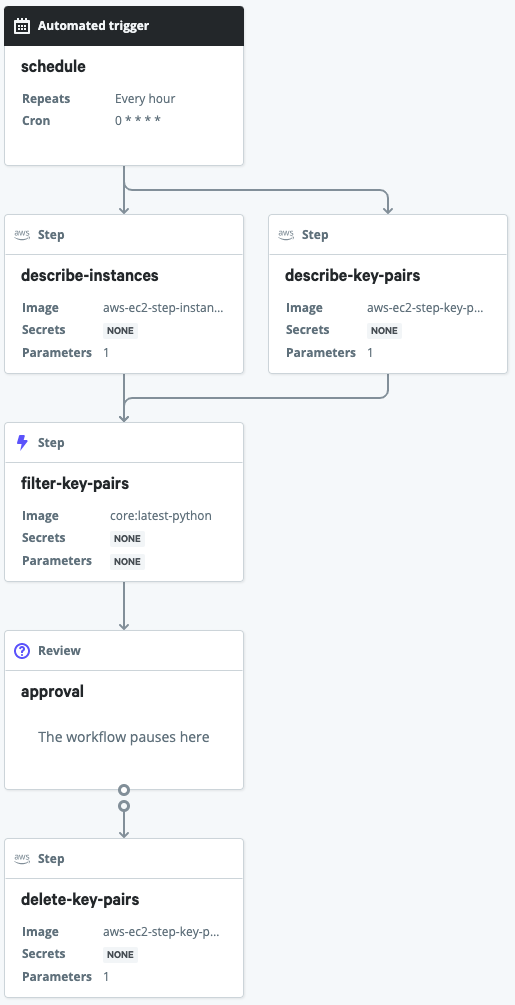 Automated trigger
schedule
Repeats Every hour
Cron 0 * * * *
aws Step
describe-instances
Image aws-ec2-step-instan...
Secrets NONE
Parameters 1
aws Step
describe-key-pairs
Image aws-ec2-step-key-p...
Secrets NONE
Parameters 1
Step
filter-key-pairs
Image core:latest-python
Secrets NONE
Parameters NONE
Review
approval
The workflow pauses here
aws Step
delete-key-pairs
Image aws-ec2-step-key-p...
Secrets NONE
Parameters 1